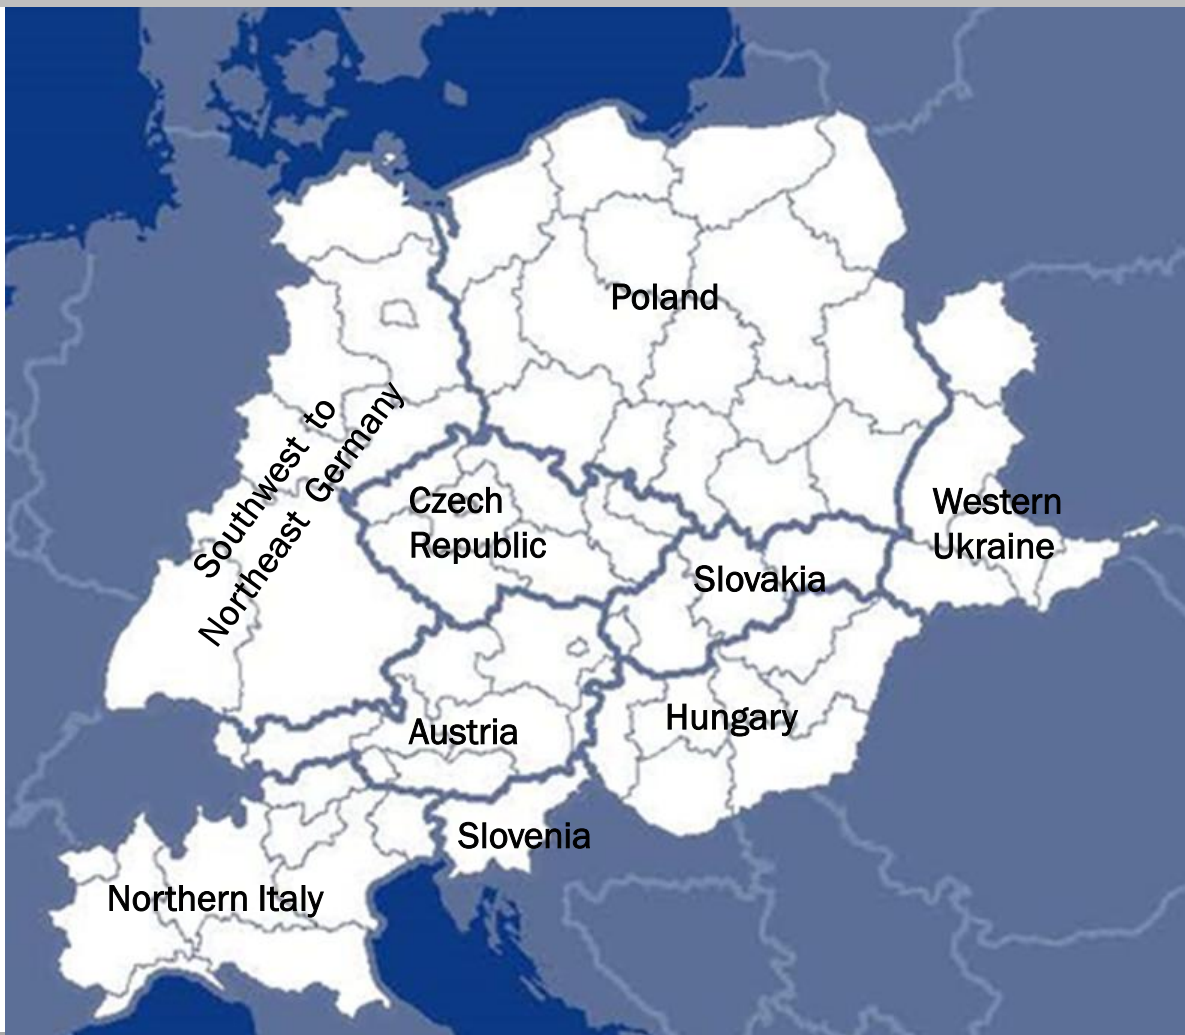 Poland
Southwest to
Northeast Germany
Czech
Republic
Western
Ukraine
Slovakia
Hungary
Austria
Slovenia
Northern Italy